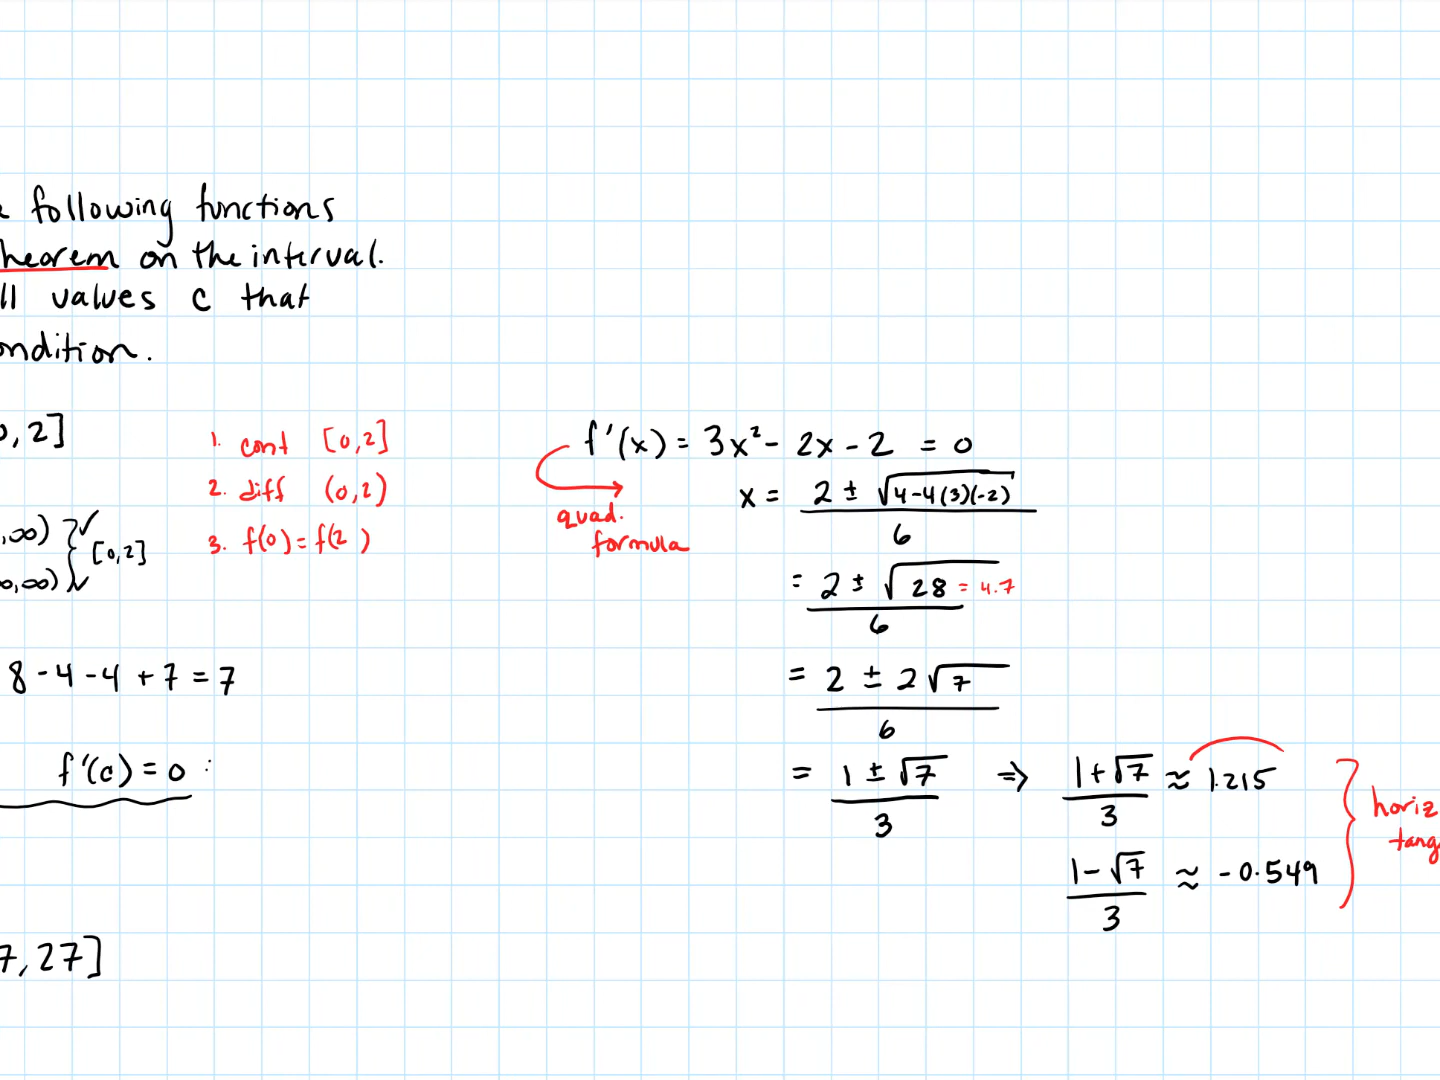 following functions
heorem on the interval.
ll values c that
ondition.
0, 2]
1. cont [0,2]
2. diff (0,2)
3. f(0) = f(2 )
,∞) } ✓
∞,∞) } ✓ [0,2]
8 - 4 - 4 + 7 = 7
f'(c) = 0 :
7, 27]
f'(x) = 3x² - 2x - 2 = 0
quad. formula
x = (2 ± √(4-4(3)(-2))) / 6
= (2 ± √28) / 6 = 4.7
= (2 ± 2√7) / 6
= (1 ± √7) / 3 ⇒ (1+√7) / 3 ≈ 1.215
(1-√7) / 3 ≈ -0.549
horiz
tang